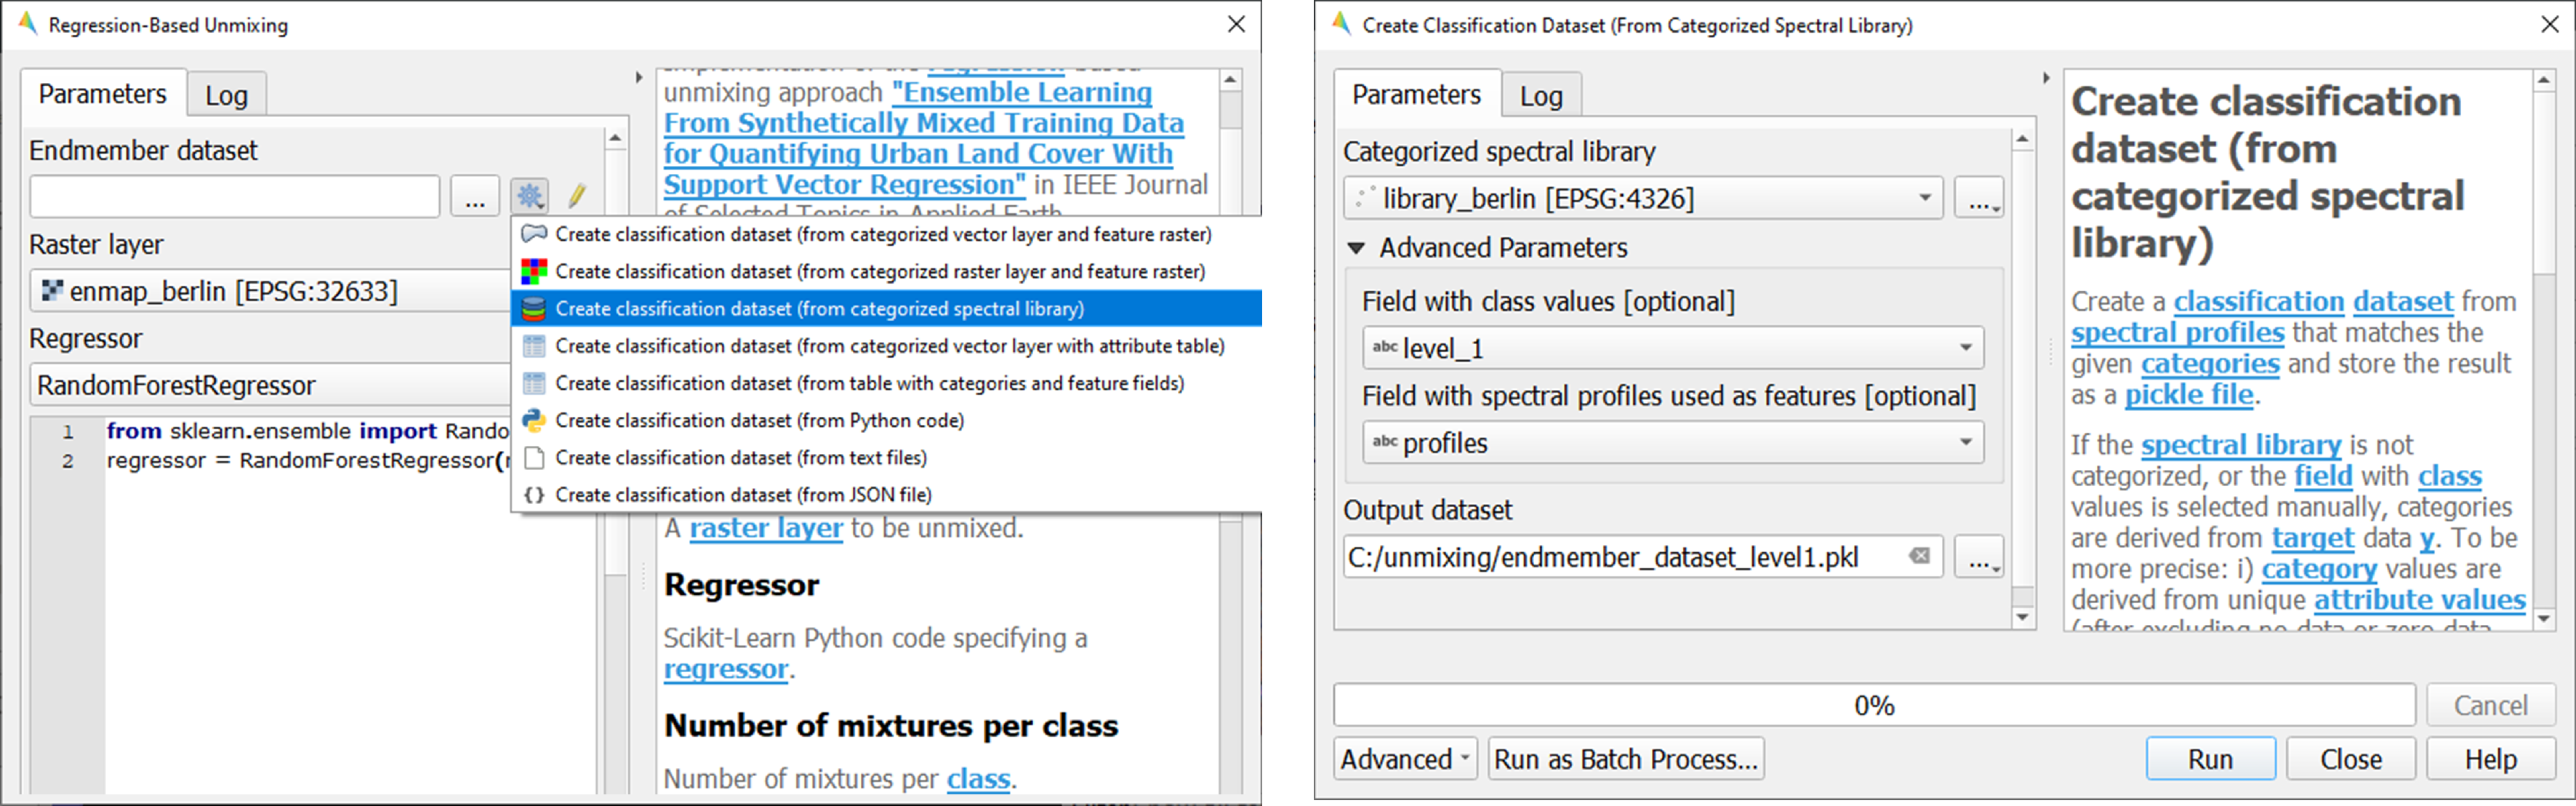 Regression-Based Unmixing
Parameters
Log
Endmember dataset
...
Raster layer
enmap_berlin [EPSG:32633]
Regressor
RandomForestRegressor
1 from sklearn.ensemble import Rando
2 regressor = RandomForestRegressor(
unmixing approach "Ensemble Learning
From Synthetically Mixed Training Data
for Quantifying Urban Land Cover With
Support Vector Regression" in IEEE Journal
of Selected Topics in Applied Earth
Create classification dataset (from categorized vector layer and feature raster)
Create classification dataset (from categorized raster layer and feature raster)
Create classification dataset (from categorized spectral library)
Create classification dataset (from categorized vector layer with attribute table)
Create classification dataset (from table with categories and feature fields)
Create classification dataset (from Python code)
Create classification dataset (from text files)
Create classification dataset (from JSON file)
A raster layer to be unmixed.
Regressor
Scikit-Learn Python code specifying a
regressor.
Number of mixtures per class
Number of mixtures per class.
Create Classification Dataset (From Categorized Spectral Library)
Parameters
Log
Categorized spectral library
library_berlin [EPSG:4326]
...
Advanced Parameters
Field with class values [optional]
abc level_1
Field with spectral profiles used as features [optional]
abc profiles
Output dataset
C:/unmixing/endmember_dataset_level1.pkl
...
Create classification
dataset (from
categorized spectral
library)
Create a classification dataset from
spectral profiles that matches the
given categories and store the result
as a pickle file.
If the spectral library is not
categorized, or the field with class
values is selected manually, categories
are derived from target data y. To be
more precise: i) category values are
derived from unique attribute values
(after excluding no data or zero data
0%
Cancel
Advanced
Run as Batch Process...
Run
Close
Help